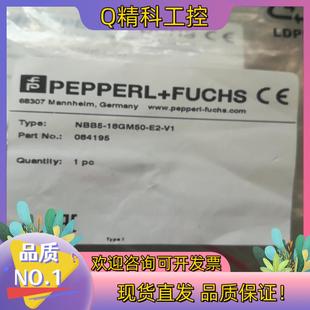 Q精科工控
LDP
PEPPERL+FUCHS CE
68307 Mannheim, Germany www.pepperl-fuchs.com
Type: NBB5-18GM50-E2-V1
Part No.: 084195
Quantity: 1 pc
Type I
品质
NO.1
欢迎咨询可开发票
现货直发 品质保证!